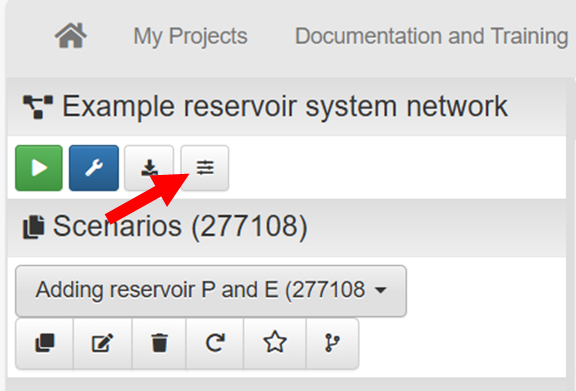 My Projects Documentation and Training
Example reservoir system network
Scenarios (277108)
Adding reservoir P and E (277108